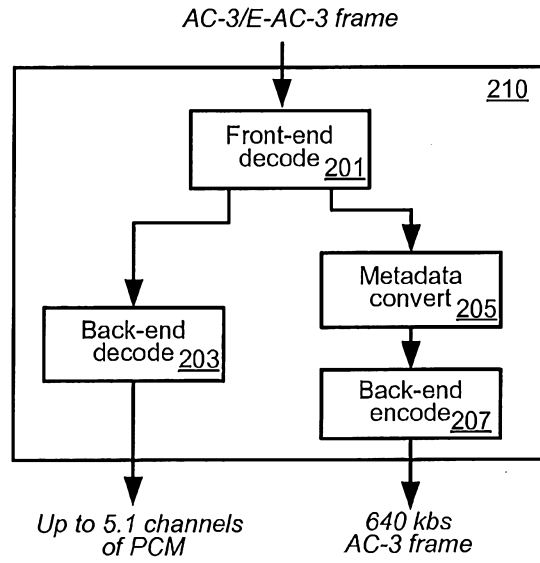 AC-3/E-AC-3 frame
210
Front-end
decode 201
Metadata
convert 205
Back-end
decode 203
Back-end
encode 207
Up to 5.1 channels
of PCM
640 kbs
AC-3 frame